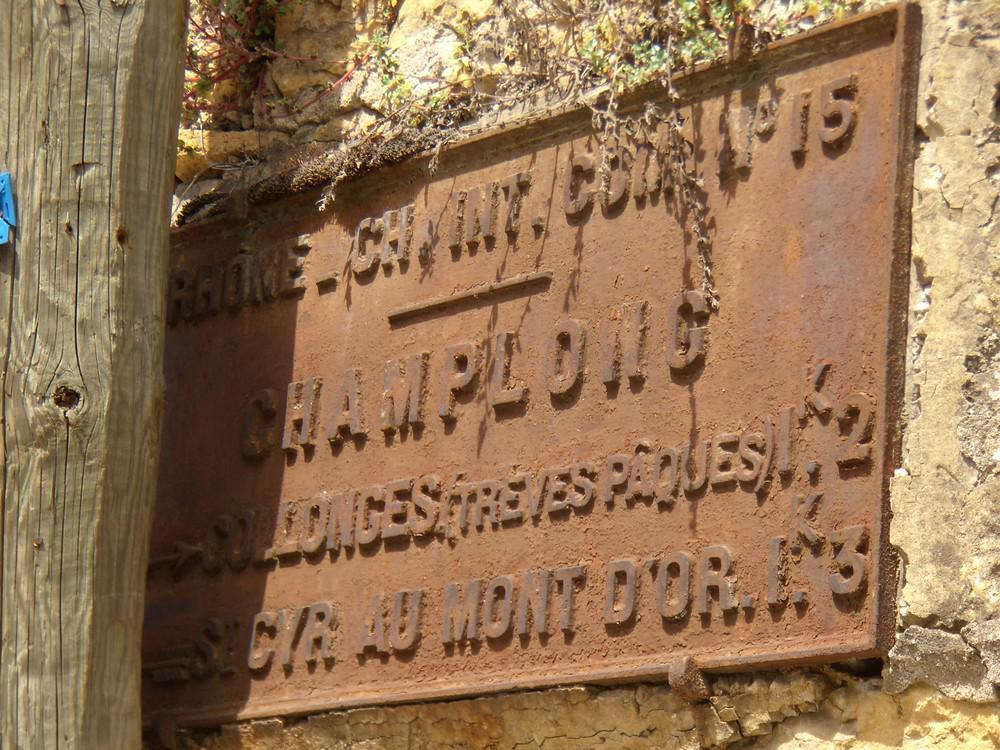 RHÔNE _ CH. INT. COM. N° 15
CHAMPLONG
COLLONGES (TRÈVES PÂQUES) 1.K 2
ST CYR AU MONT D'OR. 1.K 3